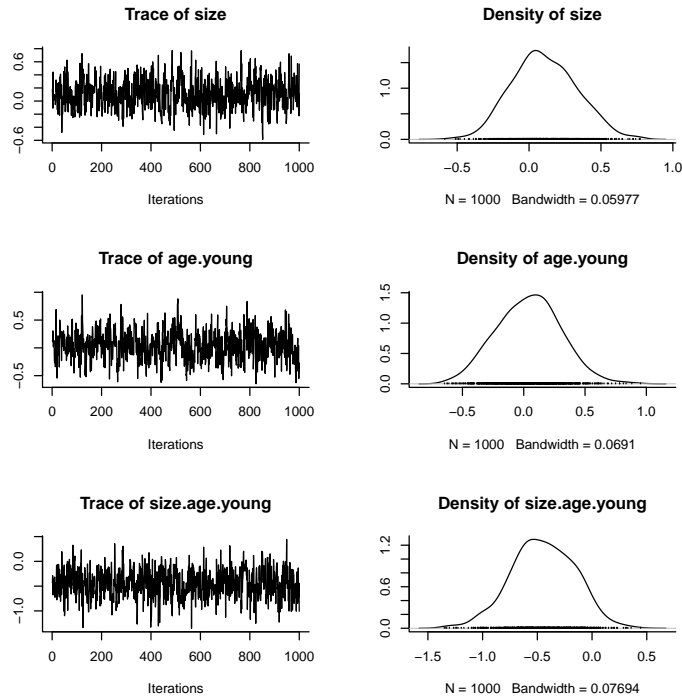 Trace of size
−0.6 0.0 0.6
0 200 400 600 800 1000
Iterations
Density of size
0.0 1.0
−0.5 0.0 0.5 1.0
N = 1000 Bandwidth = 0.05977
Trace of age.young
−0.5 0.5
0 200 400 600 800 1000
Iterations
Density of age.young
0.0 0.5 1.0 1.5
−0.5 0.0 0.5 1.0
N = 1000 Bandwidth = 0.0691
Trace of size.age.young
−1.0 0.0
0 200 400 600 800 1000
Iterations
Density of size.age.young
0.0 0.6 1.2
−1.5 −1.0 −0.5 0.0 0.5
N = 1000 Bandwidth = 0.07694